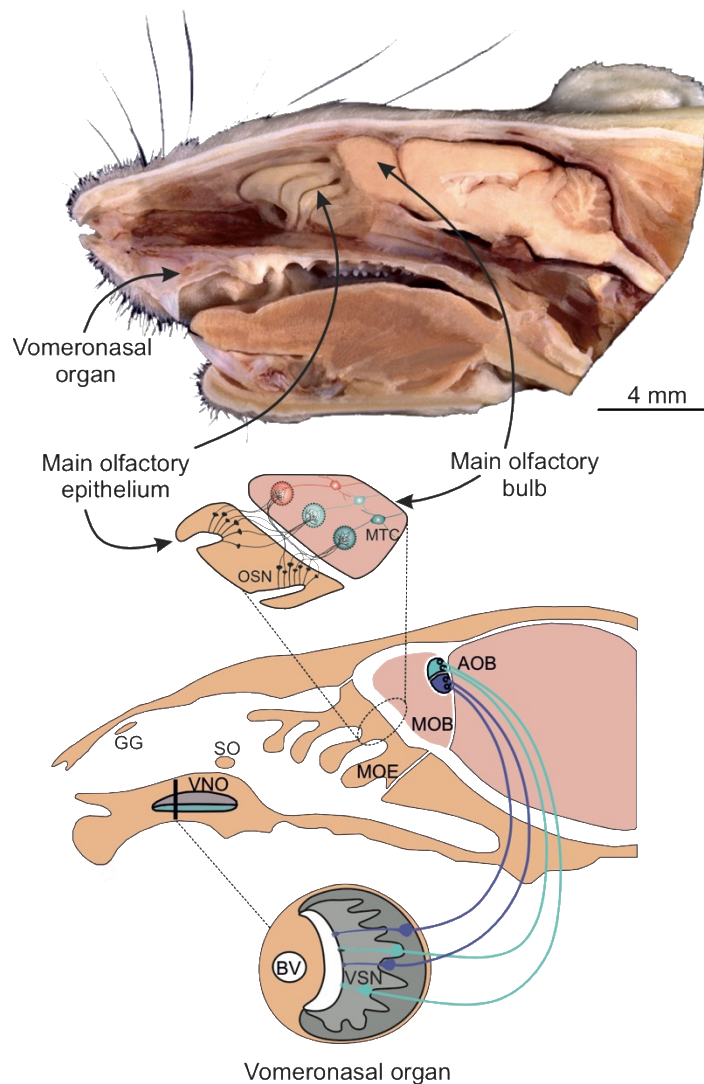 Vomeronasal
organ
4 mm
Main olfactory
epithelium
Main olfactory
bulb
MTC
OSN
AOB
MOB
GG
SO
MOE
VNO
BV
VSN
Vomeronasal organ